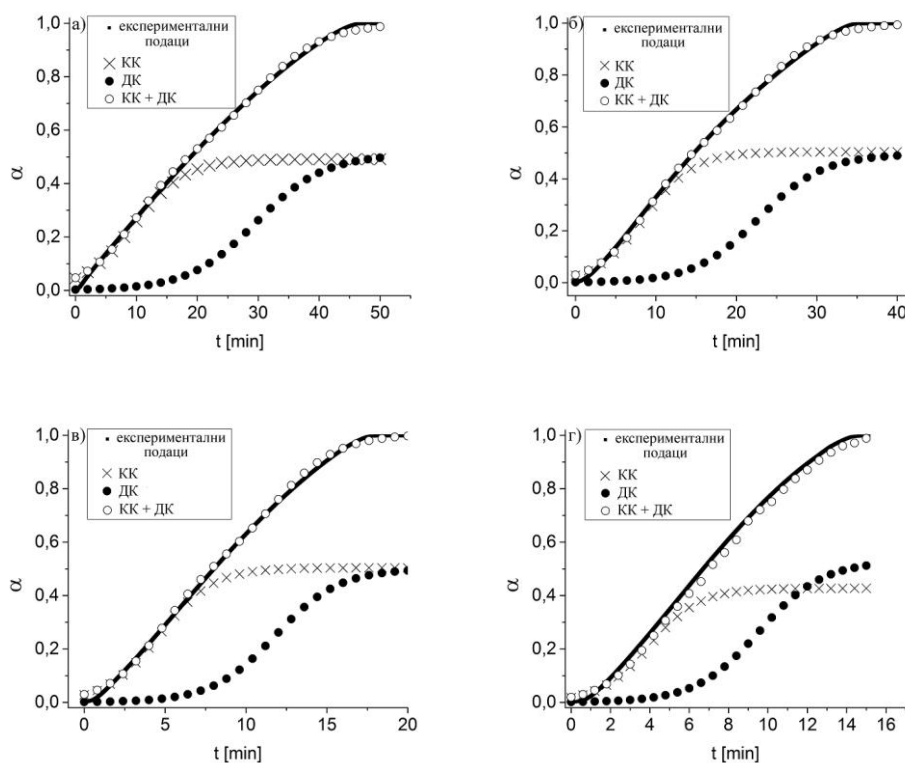 а)
експериментални
подаци
КК
ДК
КК + ДК
1,0
0,8
0,6
0,4
0,2
0,0
α
0 10 20 30 40 50
t [min]
б)
експериментални
подаци
КК
ДК
КК + ДК
1,0
0,8
0,6
0,4
0,2
0,0
α
0 10 20 30 40
t [min]
в)
експериментални
подаци
КК
ДК
КК + ДК
1,0
0,8
0,6
0,4
0,2
0,0
α
0 5 10 15 20
t [min]
г)
експериментални
подаци
КК
ДК
КК + ДК
1,0
0,8
0,6
0,4
0,2
0,0
α
0 2 4 6 8 10 12 14 16
t [min]